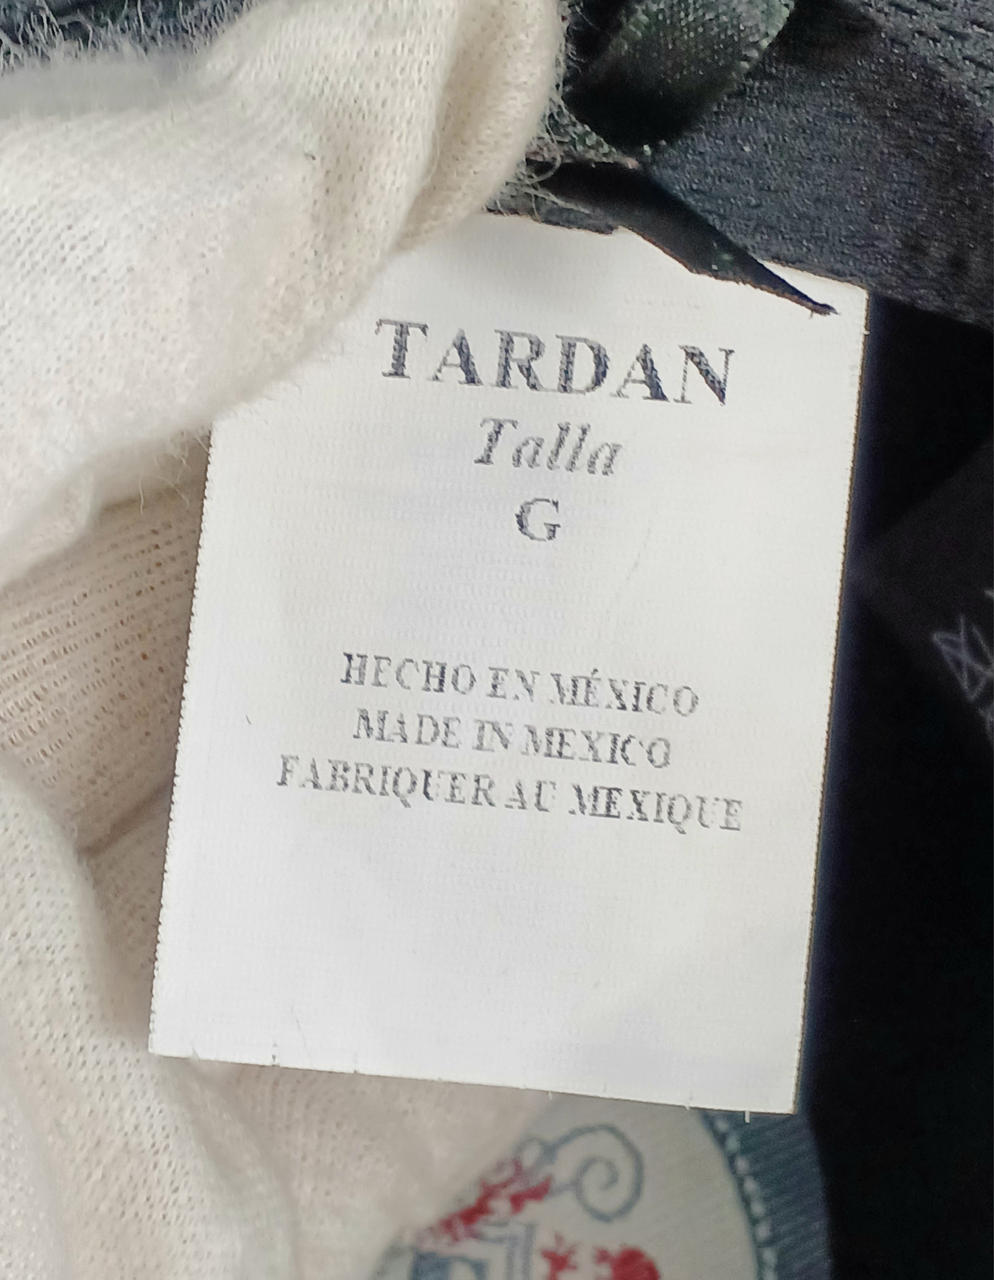 TARDAN
Talla
G
HECHO EN MÉXICO
MADE IN MEXICO
FABRIQUER AU MEXIQUE